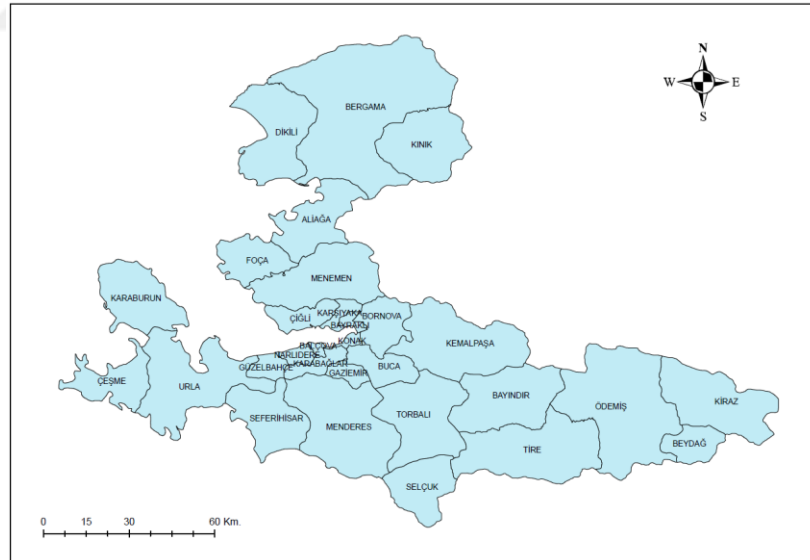 N
W E
S
BERGAMA
DİKİLİ
KINIK
ALİAĞA
FOÇA
MENEMEN
KARABURUN
ÇİĞLİ
KARŞIYAKA
BORNOVA
BAYRAKLI
KONAK
KEMALPAŞA
BALÇOVA
NARLIDERE
GÜZELBAHÇE
KARABAĞLAR
BUCA
GAZİEMİR
ÇEŞME
URLA
BAYINDIR
ÖDEMİŞ
KİRAZ
SEFERİHİSAR
MENDERES
TORBALI
BEYDAĞ
TİRE
SELÇUK
0 15 30 60 Km.